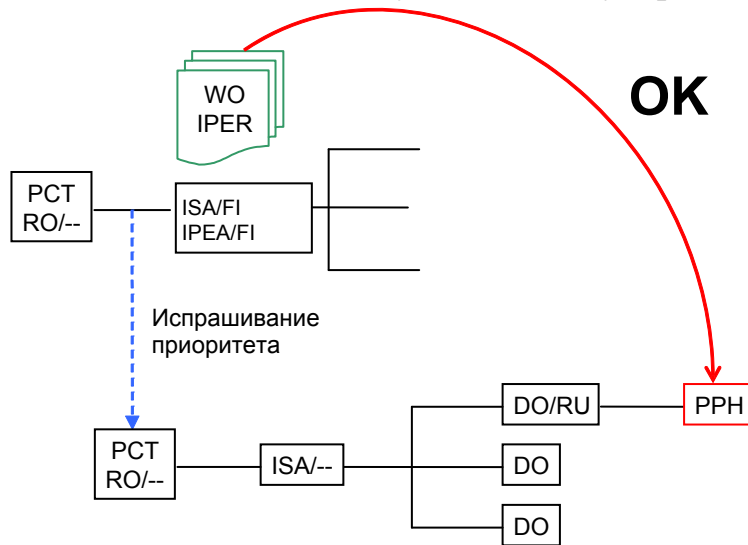 WO
IPER
OK
PCT
RO/--
ISA/FI
IPEA/FI
Испрашивание
приоритета
DO/RU
PPH
PCT
RO/--
ISA/--
DO
DO